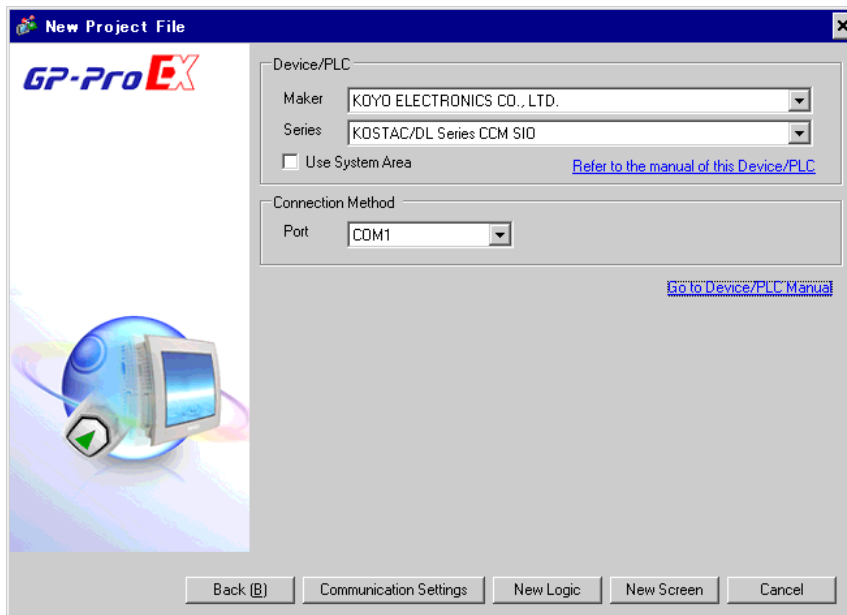 New Project File
GP-Pro EX
Device/PLC
Maker KOYO ELECTRONICS CO., LTD.
Series KOSTAC/DL Series CCM SIO
Use System Area Refer to the manual of this Device/PLC
Connection Method
Port COM1
Go to Device/PLC Manual
Back (B) Communication Settings New Logic New Screen Cancel